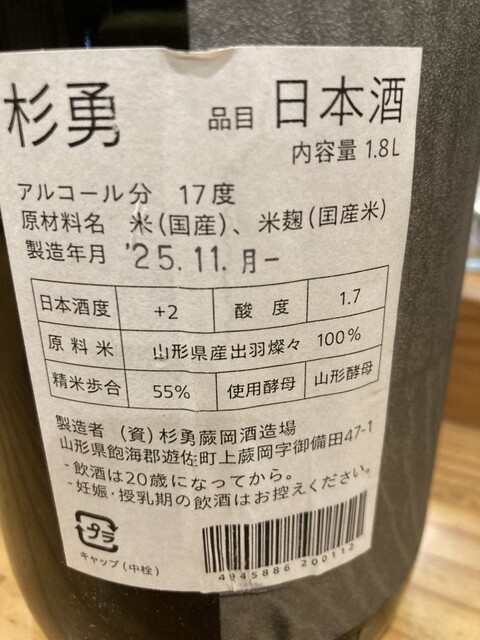 杉勇 品目 日本酒
内容量 1.8L
アルコール分 17度
原材料名 米(国産)、米麹(国産米)
製造年月 '25.11.月-
日本酒度 +2 酸度 1.7
原料米 山形県産出羽燦々 100%
精米歩合 55% 使用酵母 山形酵母
製造者 (資)杉勇蕨岡酒造場
山形県飽海郡遊佐町上蕨岡字御備田47-1
・飲酒は20歳になってから。
・妊娠・授乳期の飲酒はお控えください。
プラ
キャップ(中栓)
4945886 200112